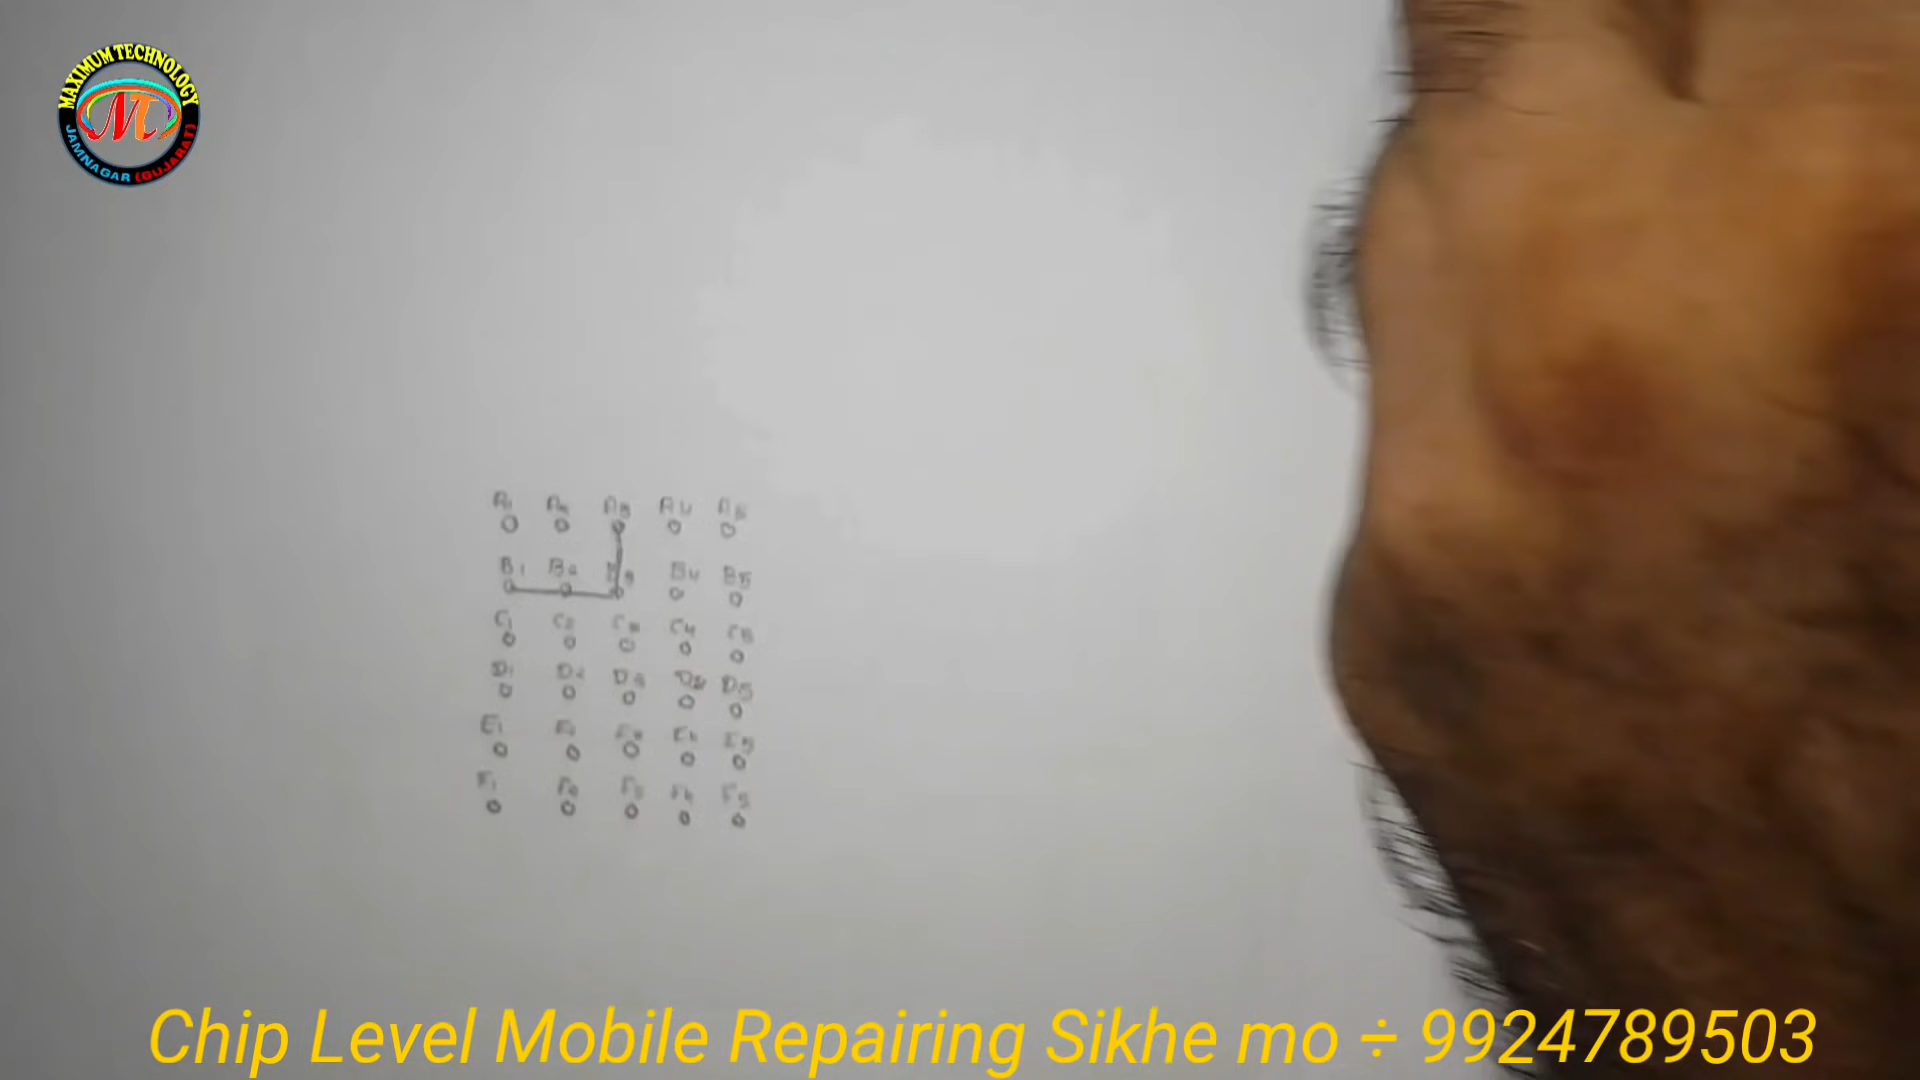 MAXIMUM TECHNOLOGY
MT
JAMNAGAR (GUJARAT)
A1 A2 A3 A4 A5
B1 B2 B3 B4 B5
C1 C2 C3 C4 C5
D1 D2 D3 D4 D5
E1 E2 E3 E4 E5
F1 F2 F3 F4 F5
Chip Level Mobile Repairing Sikhe mo ÷ 9924789503